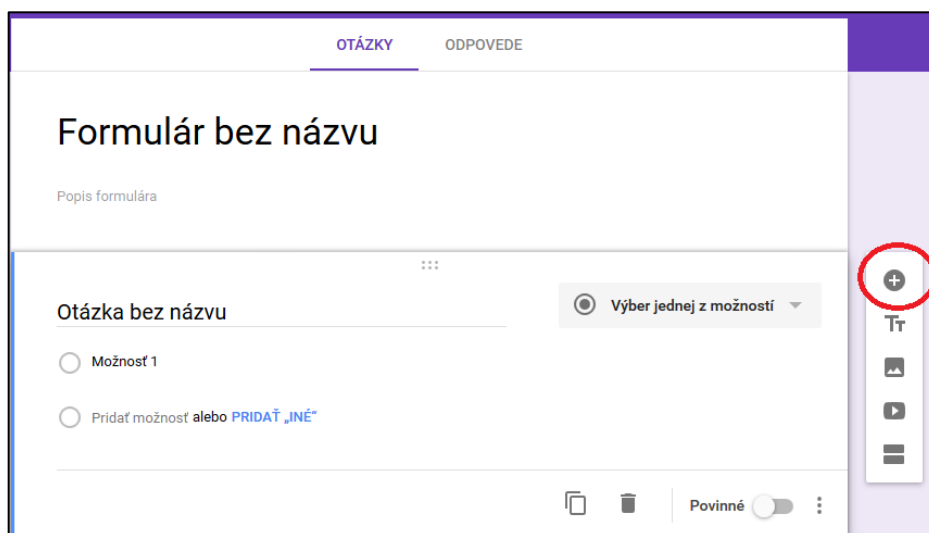 OTÁZKY ODPOVEDE
Formulár bez názvu
Popis formulára
Otázka bez názvu
Výber jednej z možností
Možnosť 1
Pridať možnosť alebo PRIDAŤ „INÉ“
Povinné